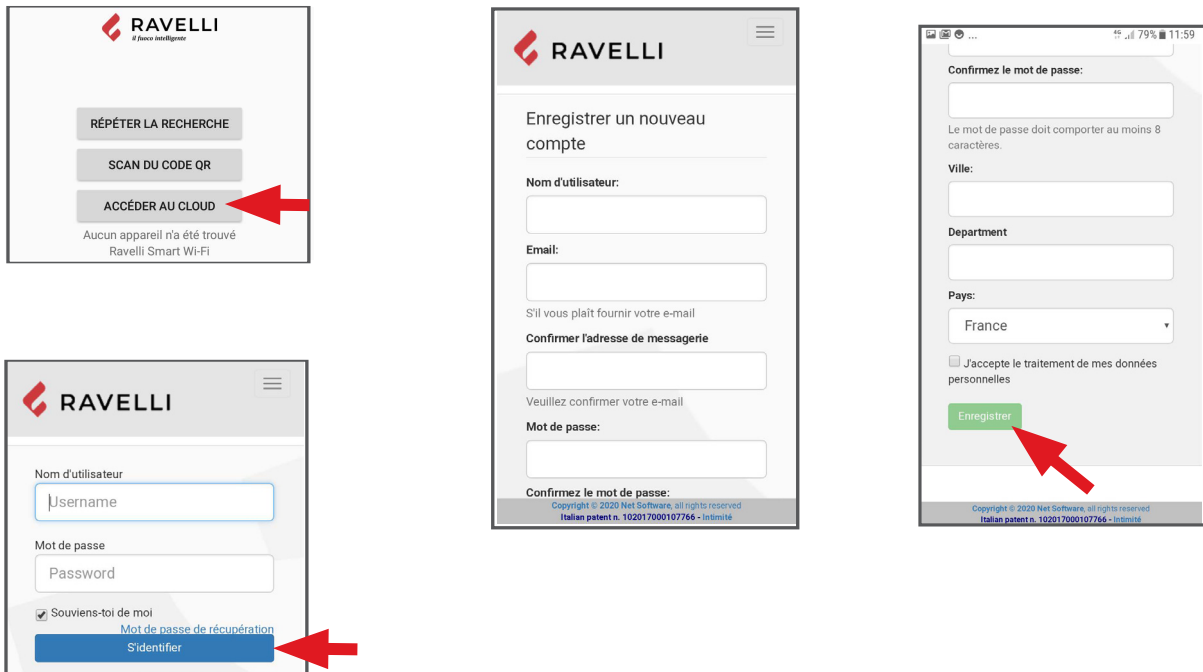 RAVELLI
il fuoco intelligente
RÉPÉTER LA RECHERCHE
SCAN DU CODE QR
ACCÉDER AU CLOUD
Aucun appareil n'a été trouvé
Ravelli Smart Wi-Fi
RAVELLI
Nom d'utilisateur
Username
Mot de passe
Password
Souviens-toi de moi
Mot de passe de récupération
S'identifier
RAVELLI
Enregistrer un nouveau
compte
Nom d'utilisateur:
Email:
S'il vous plaît fournir votre e-mail
Confirmer l'adresse de messagerie
Veuillez confirmer votre e-mail
Mot de passe:
Confirmez le mot de passe:
Copyright © 2020 Net Software, all rights reserved
Italian patent n. 102017000107766 - Intimité
... 4G 79% 11:59
Confirmez le mot de passe:
Le mot de passe doit comporter au moins 8
caractères.
Ville:
Department
Pays:
France
J'accepte le traitement de mes données
personnelles
Enregistrer
Copyright © 2020 Net Software, all rights reserved
Italian patent n. 102017000107766 - Intimité